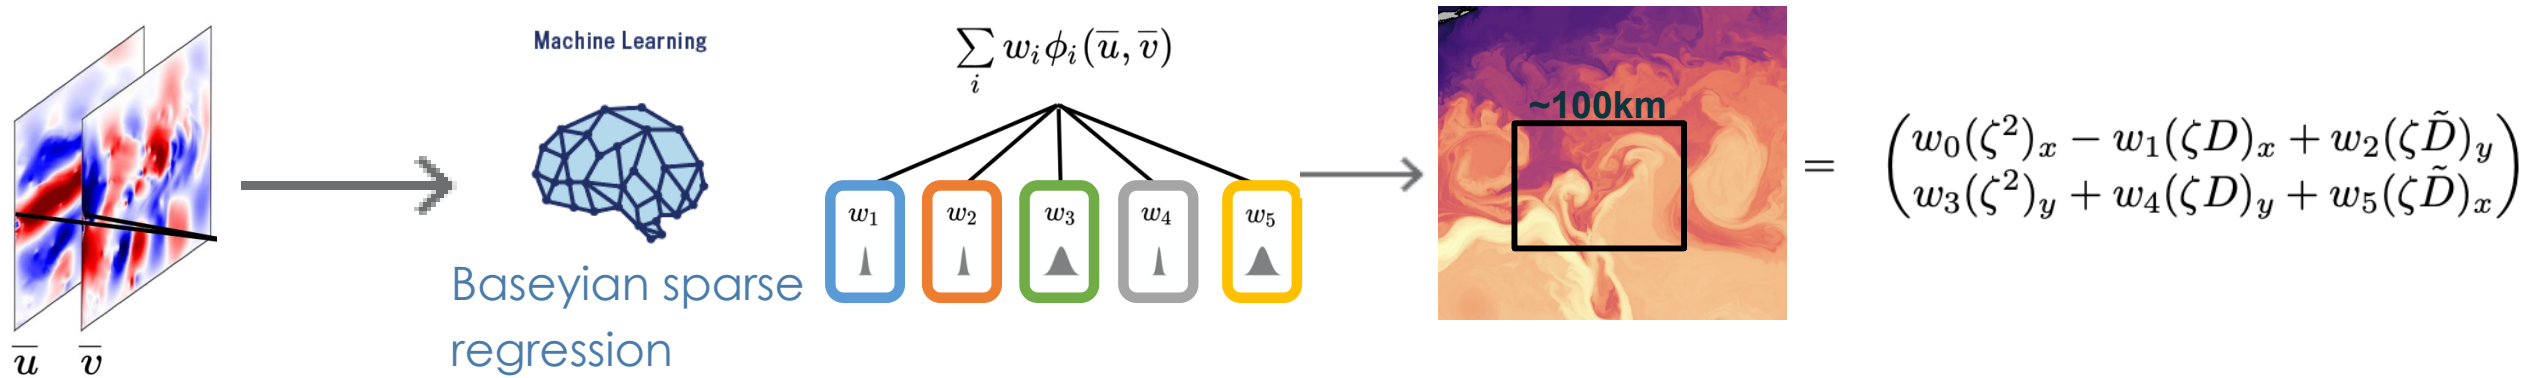 u̅ v̅
Machine Learning
Baseyian sparse
regression
∑ᵢ wᵢϕᵢ(u̅, v̅)
w₁ w₂ w₃ w₄ w₅
~100km
=
w₀(ζ²)ₓ − w₁(ζD)ₓ + w₂(ζD̃)ᵧ
w₃(ζ²)ᵧ + w₄(ζD)ᵧ + w₅(ζD̃)ₓ